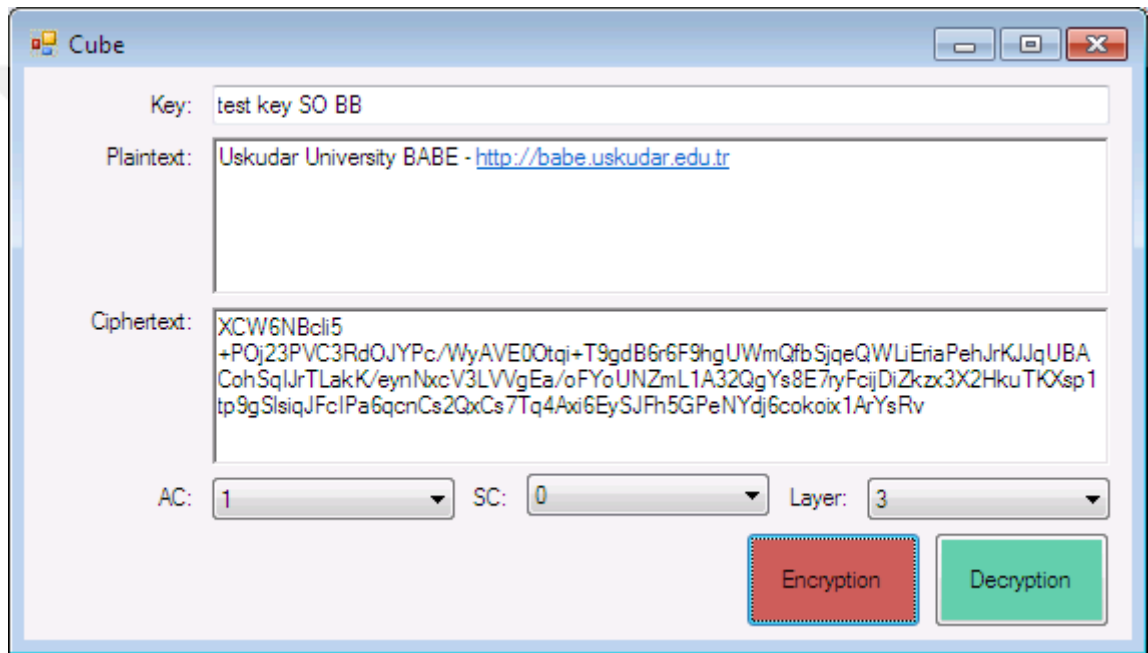 Cube
Key: test key SO BB
Plaintext: Uskudar University BABE - http://babe.uskudar.edu.tr
Ciphertext: XCW6NBcli5
+POj23PVC3RdOJYPc/WyAVE0Otqi+T9gdB6r6F9hgUWmQfbSjqeQWLiEriaPehJrKJJqUBA
CohSqIJrTLakK/eynNxcV3LVVgEa/oFYoUNZmL1A32QgYs8E7ryFcijDiZkzx3X2HkuTKXsp1
tp9gSlsiqJFcIPa6qcnCs2QxCs7Tq4Axi6EySJFh5GPeNYdj6cokoix1ArYsRv
AC: 1 SC: 0 Layer: 3
Encryption Decryption